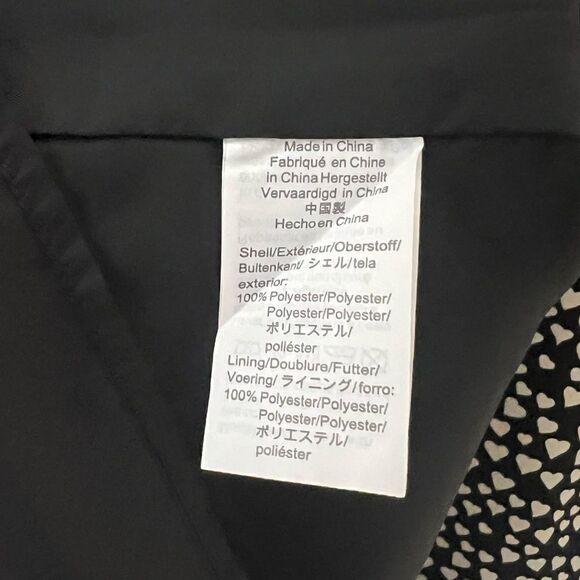 Made in China
Fabriqué en Chine
in China Hergestellt
Vervaardigd in China
中国製
Hecho en China
Shell/Extérieur/Oberstoff/
Buitenkant/ シェル/tela
exterior:
100% Polyester/Polyester/
Polyester/Polyester/
ポリエステル/
poliéster
Lining/Doublure/Futter/
Voering/ ライニング/forro:
100% Polyester/Polyester/
Polyester/Polyester/
ポリエステル/
poliéster